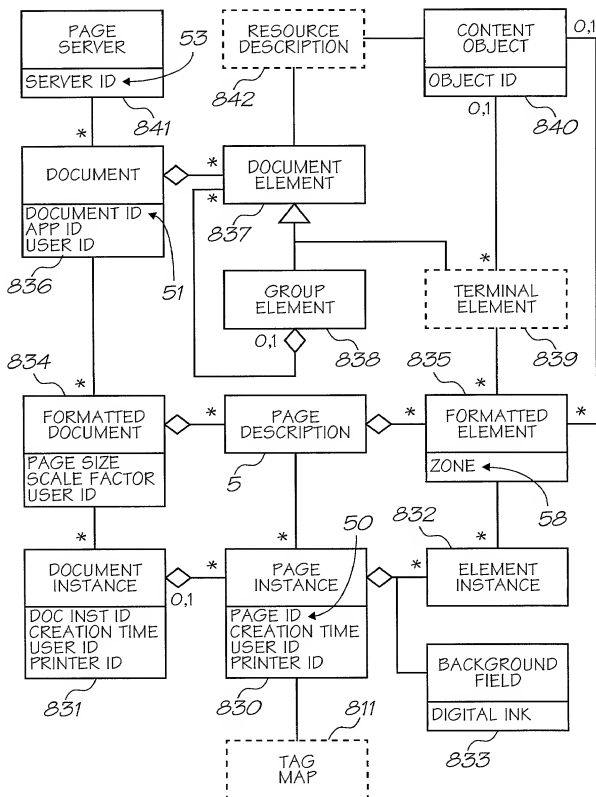 PAGE
SERVER
SERVER ID
53
841
RESOURCE
DESCRIPTION
842
CONTENT
OBJECT
OBJECT ID
0,1
840
0,1
*
DOCUMENT
DOCUMENT ID
APP ID
USER ID
836
51
*
DOCUMENT
ELEMENT
*
837
GROUP
ELEMENT
0,1
838
*
TERMINAL
ELEMENT
839
834
*
FORMATTED
DOCUMENT
PAGE SIZE
SCALE FACTOR
USER ID
*
PAGE
DESCRIPTION
5
835
*
*
FORMATTED
ELEMENT
*
ZONE
58
*
DOCUMENT
INSTANCE
0,1
DOC INST ID
CREATION TIME
USER ID
PRINTER ID
831
*
*
50
PAGE
INSTANCE
PAGE ID
CREATION TIME
USER ID
PRINTER ID
830
832
*
*
ELEMENT
INSTANCE
BACKGROUND
FIELD
DIGITAL INK
833
811
TAG
MAP